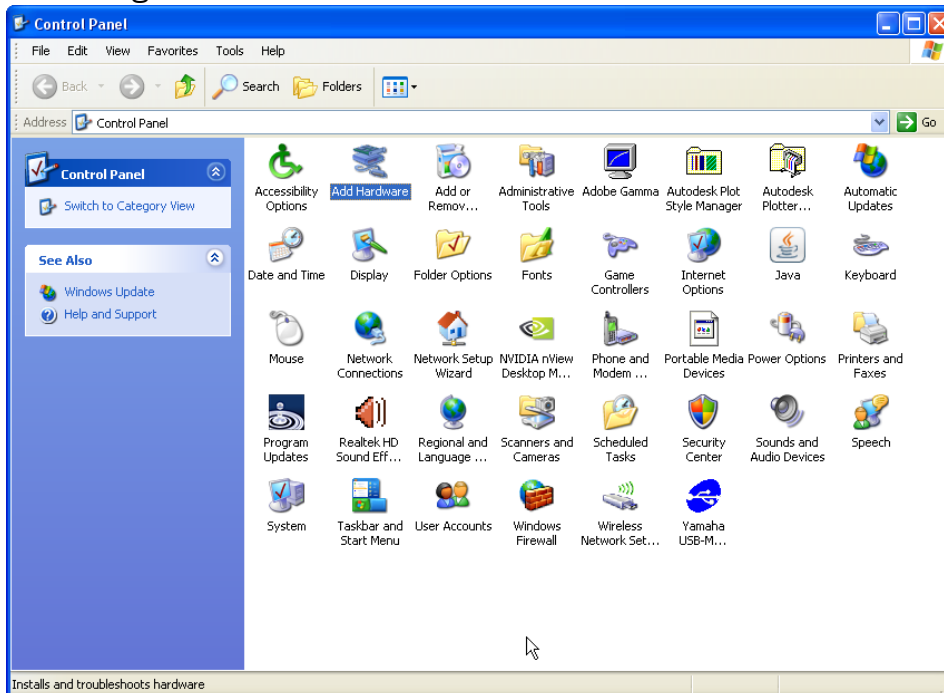 Control Panel
File Edit View Favorites Tools Help
Back Search Folders
Address Control Panel Go
Control Panel
Switch to Category View
See Also
Windows Update
Help and Support
Accessibility Options
Add Hardware
Add or Remov...
Administrative Tools
Adobe Gamma
Autodesk Plot Style Manager
Autodesk Plotter...
Automatic Updates
Date and Time
Display
Folder Options
Fonts
Game Controllers
Internet Options
Java
Keyboard
Mouse
Network Connections
Network Setup Wizard
NVIDIA nView Desktop M...
Phone and Modem ...
Portable Media Devices
Power Options
Printers and Faxes
Program Updates
Realtek HD Sound Eff...
Regional and Language ...
Scanners and Cameras
Scheduled Tasks
Security Center
Sounds and Audio Devices
Speech
System
Taskbar and Start Menu
User Accounts
Windows Firewall
Wireless Network Set...
Yamaha USB-M...
Installs and troubleshoots hardware